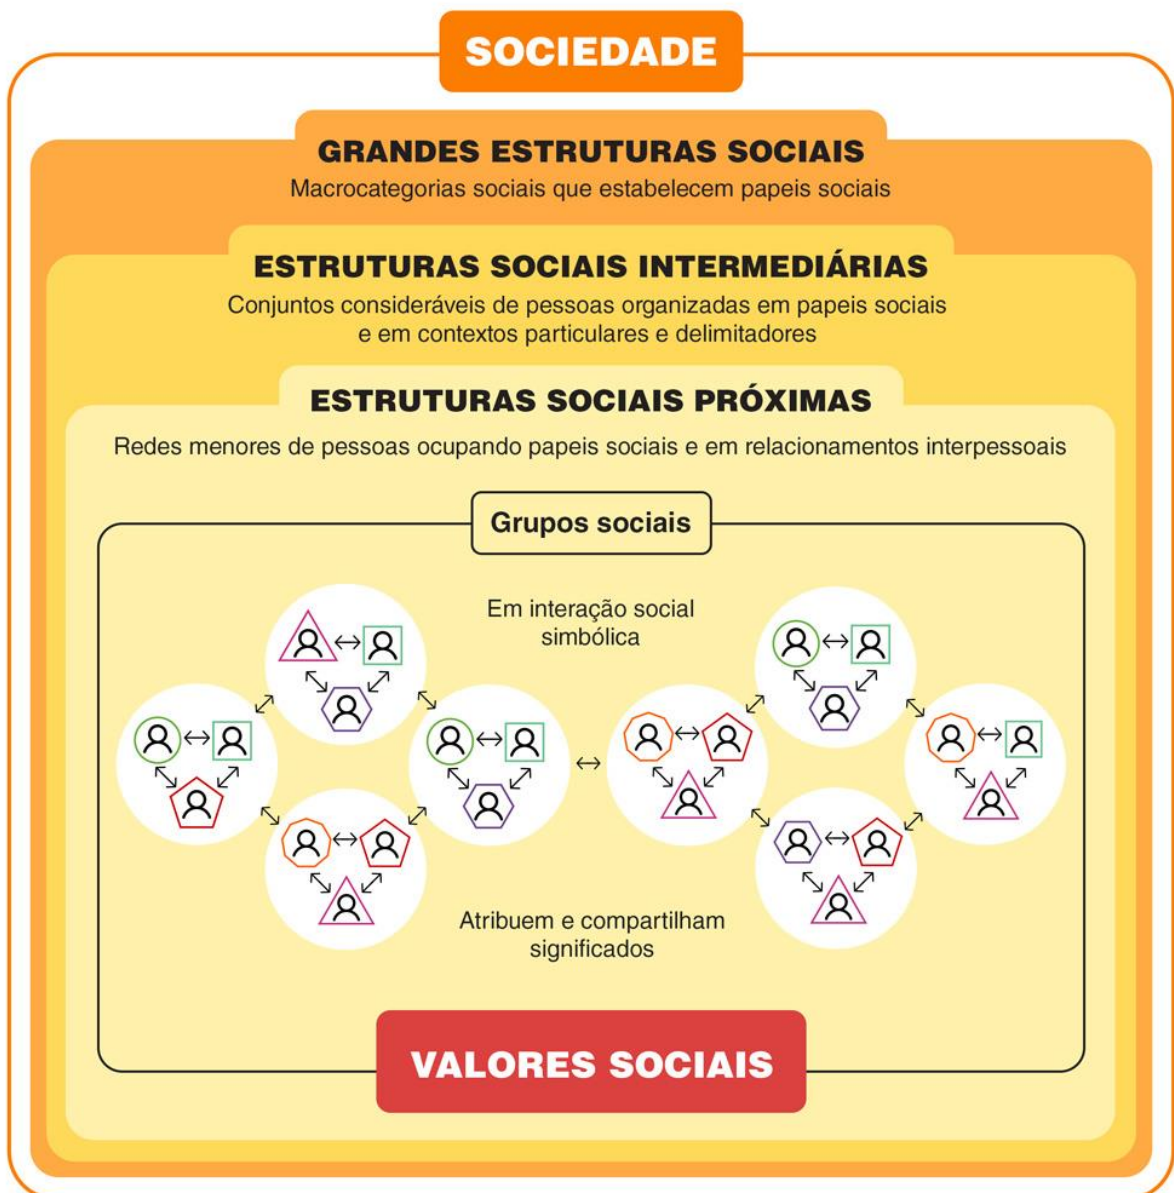 SOCIEDADE
GRANDES ESTRUTURAS SOCIAIS
Macrocategorias sociais que estabelecem papeis sociais
ESTRUTURAS SOCIAIS INTERMEDIÁRIAS
Conjuntos consideráveis de pessoas organizadas em papeis sociais
e em contextos particulares e delimitadores
ESTRUTURAS SOCIAIS PRÓXIMAS
Redes menores de pessoas ocupando papeis sociais e em relacionamentos interpessoais
Grupos sociais
Em interação social
simbólica
Atribuem e compartilham
significados
VALORES SOCIAIS